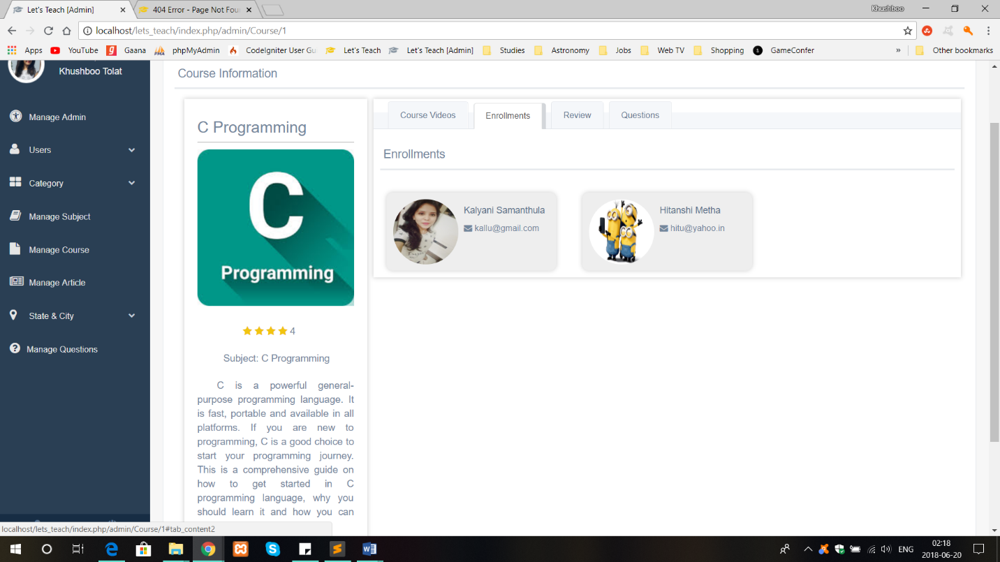 Let's Teach [Admin]
404 Error - Page Not Fou
Khushboo
localhost/lets_teach/index.php/admin/Course/1
Apps
YouTube
Gaana
phpMyAdmin
CodeIgniter User Gu
Let's Teach
Let's Teach [Admin]
Studies
Astronomy
Jobs
Web TV
Shopping
GameConfer
»
Other bookmarks
Khushboo Tolat
Manage Admin
Users
Category
Manage Subject
Manage Course
Manage Article
State & City
Manage Questions
Course Information
C Programming
C
Programming
4
Subject: C Programming
C is a powerful general-
purpose programming language. It
is fast, portable and available in all
platforms. If you are new to
programming, C is a good choice to
start your programming journey.
This is a comprehensive guide on
how to get started in C
programming language, why you
should learn it and how you can
Course Videos
Enrollments
Review
Questions
Enrollments
Kalyani Samanthula
kallu@gmail.com
Hitanshi Metha
hitu@yahoo.in
localhost/lets_teach/index.php/admin/Course/1#tab_content2
ENG
02:18
2018-06-20